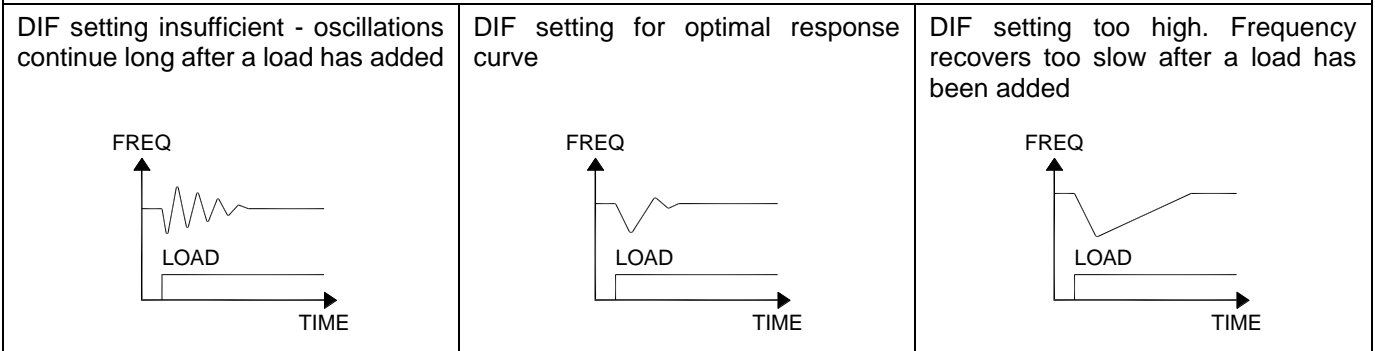 DIF setting insufficient - oscillations
continue long after a load has added
FREQ
LOAD
TIME
DIF setting for optimal response
curve
FREQ
LOAD
TIME
DIF setting too high. Frequency
recovers too slow after a load has
been added
FREQ
LOAD
TIME